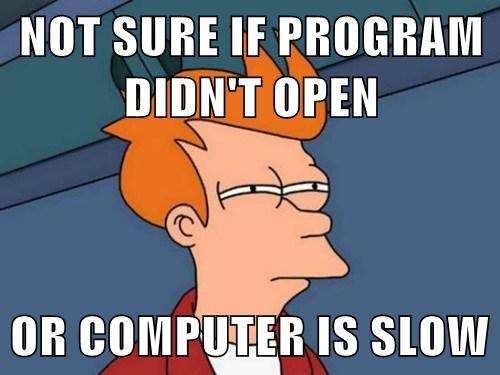 NOT SURE IF PROGRAM
DIDN'T OPEN
OR COMPUTER IS SLOW